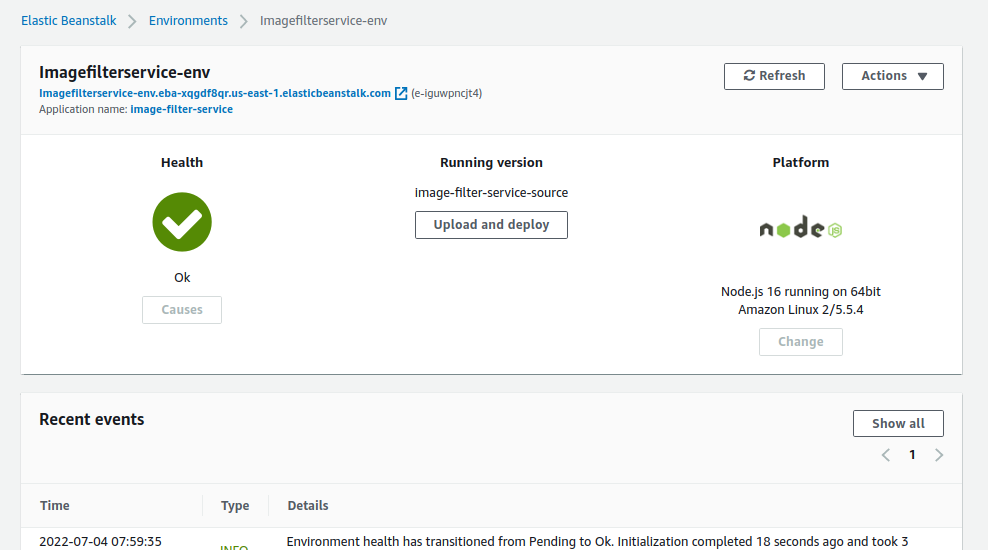 Elastic Beanstalk > Environments > Imagefilterservice-env
Imagefilterservice-env
Refresh
Actions
Imagefilterservice-env.eba-xqgdf8qr.us-east-1.elasticbeanstalk.com (e-iguwpncjt4)
Application name: image-filter-service
Health
Ok
Causes
Running version
image-filter-service-source
Upload and deploy
Platform
node JS
Node.js 16 running on 64bit
Amazon Linux 2/5.5.4
Change
Recent events
Show all
1
Time Type Details
2022-07-04 07:59:35 INFO Environment health has transitioned from Pending to Ok. Initialization completed 18 seconds ago and took 3